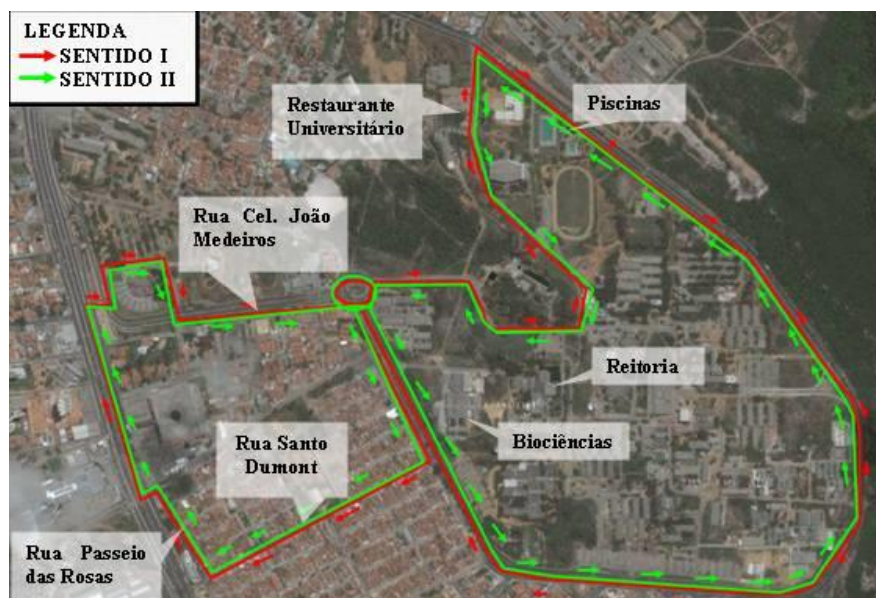 LEGENDA
SENTIDO I
SENTIDO II
Restaurante
Universitário
Piscinas
Rua Cel. João
Medeiros
Reitoria
Rua Santo
Dumont
Biociências
Rua Passeio
das Rosas